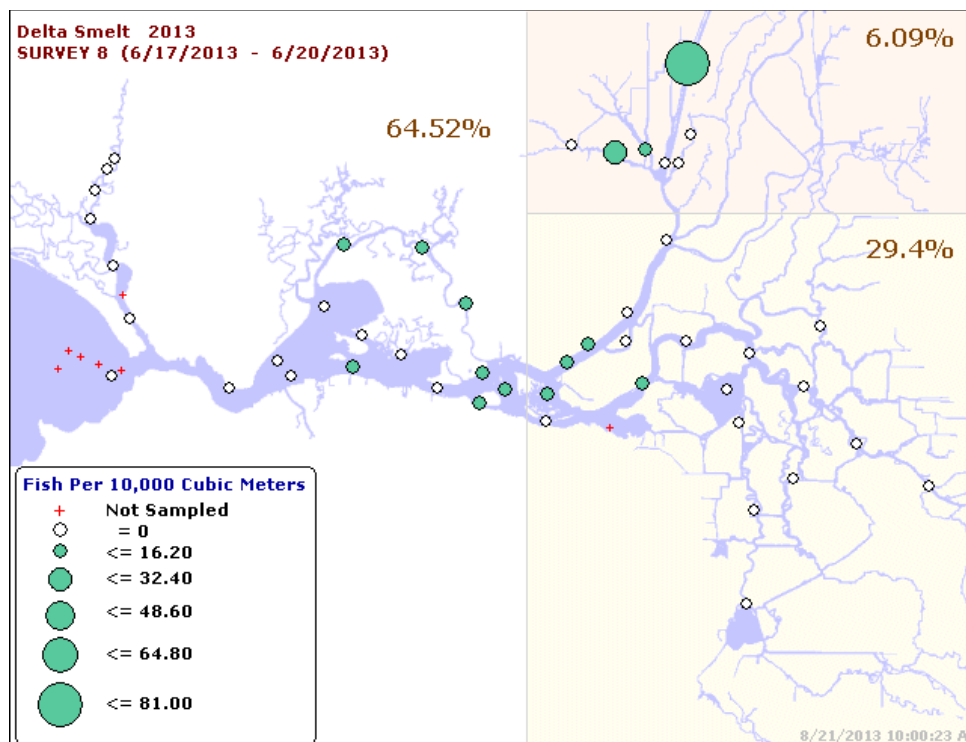 Delta Smelt 2013
SURVEY 8 (6/17/2013 - 6/20/2013)
6.09%
64.52%
29.4%
Fish Per 10,000 Cubic Meters
Not Sampled
= 0
<= 16.20
<= 32.40
<= 48.60
<= 64.80
<= 81.00
8/21/2013 10:00:23 A